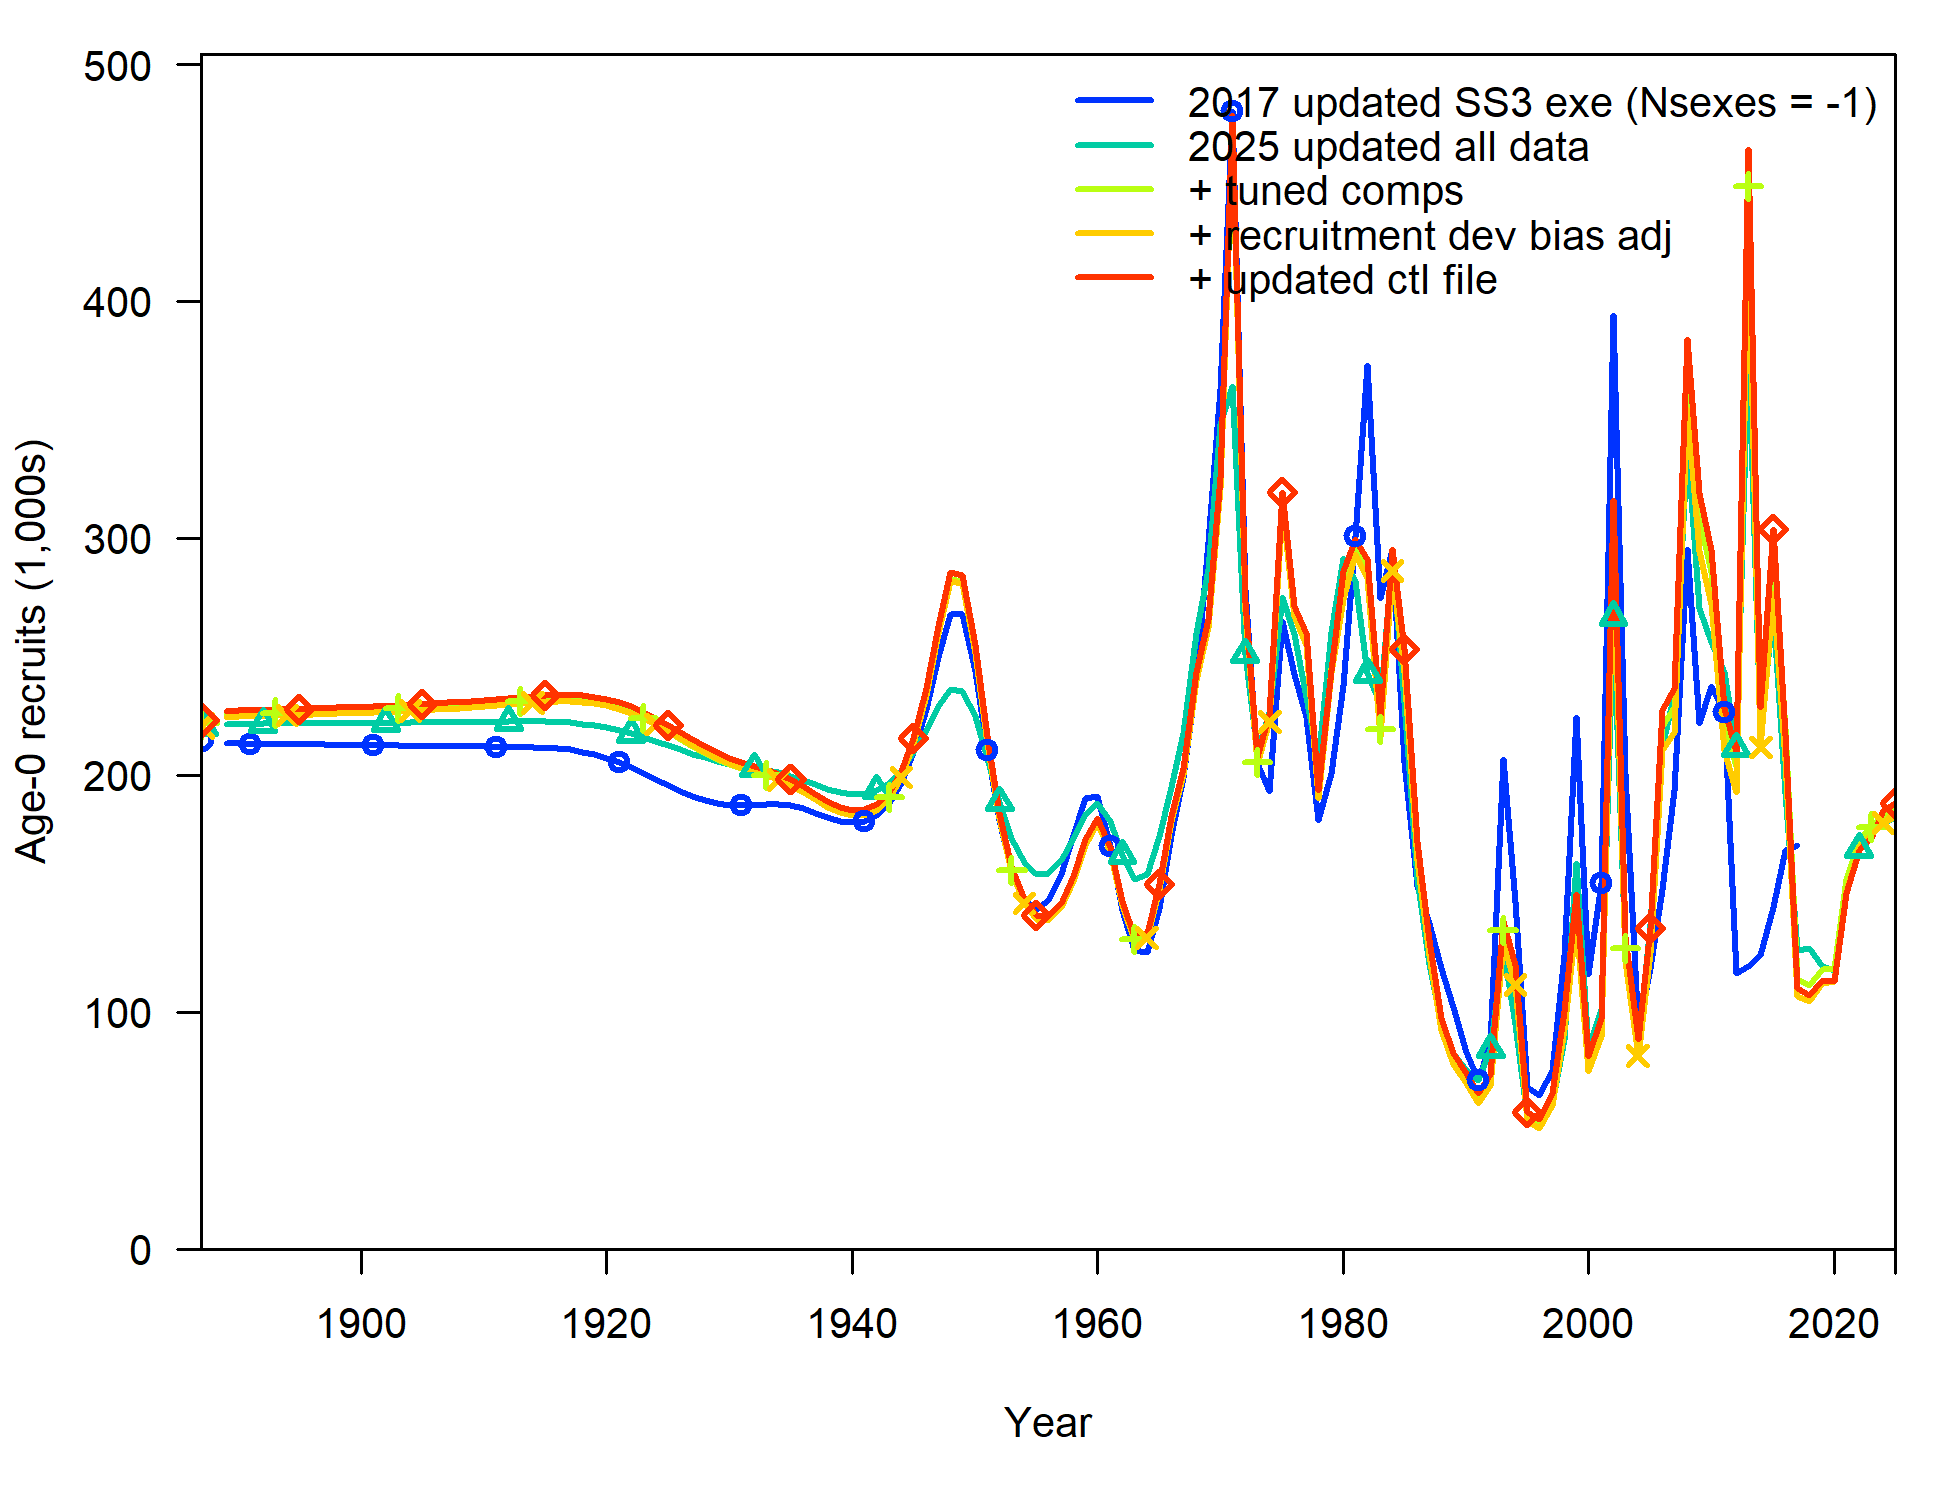 500
400
300
200
100
0
Age-0 recruits (1,000s)
2017 updated SS3 exe (Nsexes = -1)
2025 updated all data
+ tuned comps
+ recruitment dev bias adj
+ updated ctl file
1900 1920 1940 1960 1980 2000 2020
Year